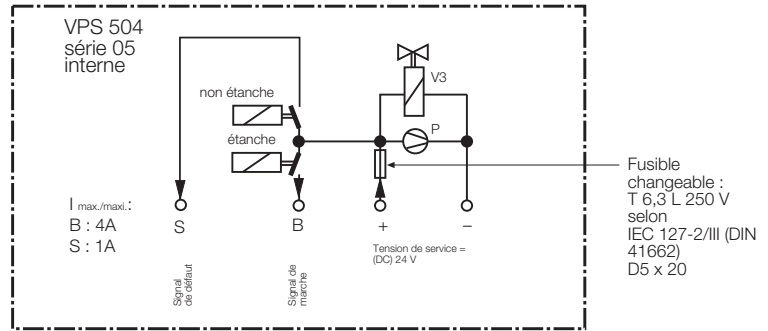 VPS 504
série 05
interne
V3
non étanche
P
étanche
Fusible
changeable :
T 6,3 L 250 V
selon
IEC 127-2/III (DIN
41662)
D5 x 20
I max./maxi.:
B : 4A
S : 1A
S
B
+
–
Tension de service =
(DC) 24 V
Signal
de défaut
Signal de
marche